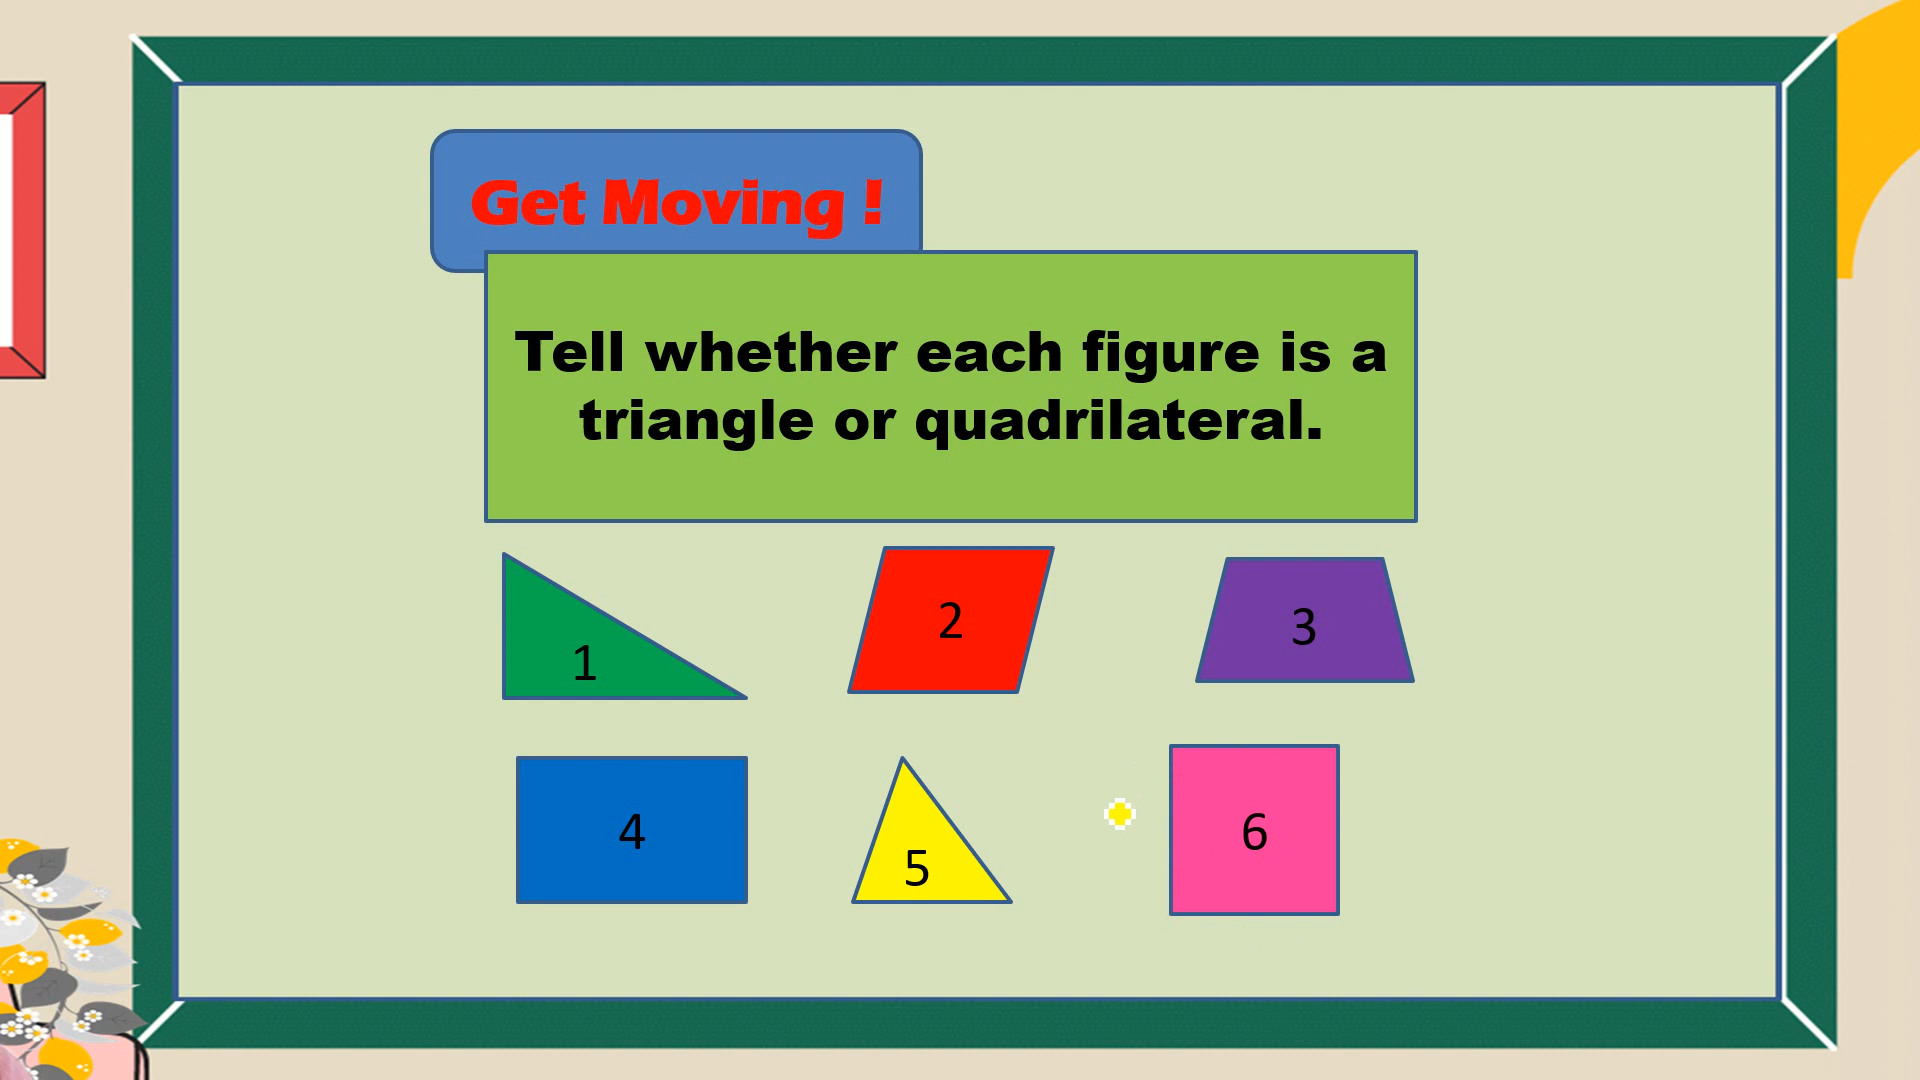 Get Moving !
Tell whether each figure is a
triangle or quadrilateral.
1
2
3
4
5
6